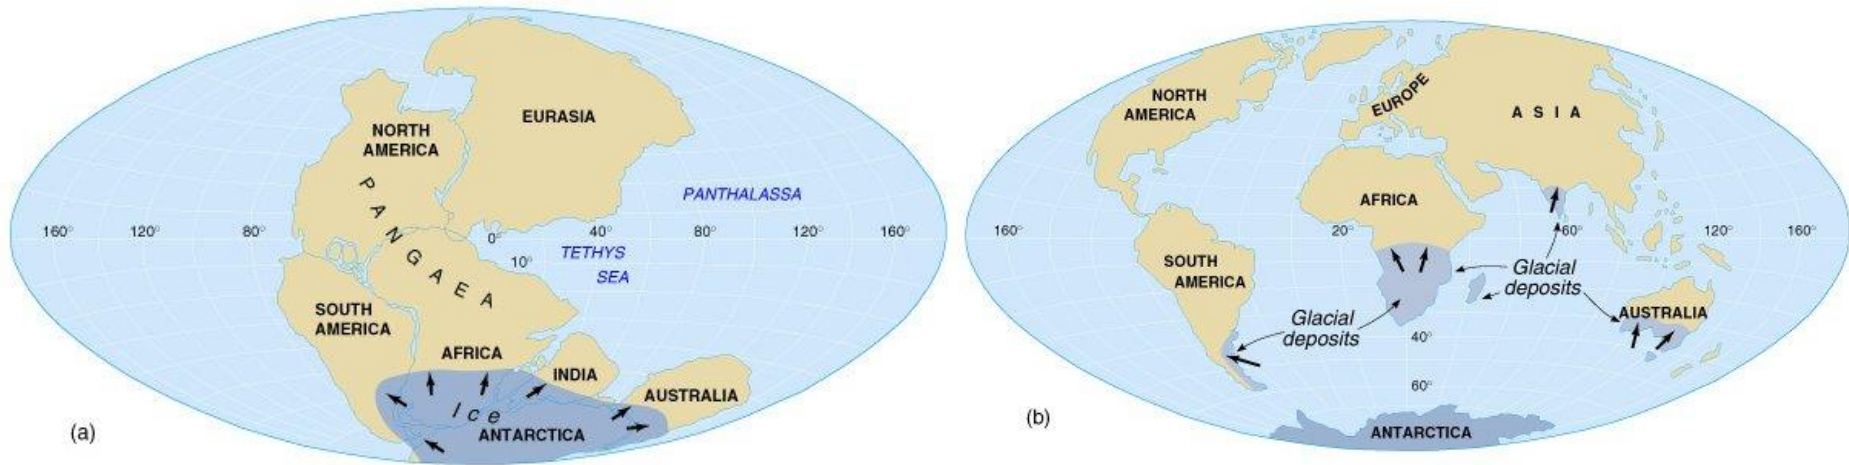 EURASIA
NORTH
AMERICA
PANGAEA
PANTHALASSA
160° 120° 80° 0° 40° 80° 120° 160°
10°
TETHYS
SEA
SOUTH
AMERICA
AFRICA
INDIA
AUSTRALIA
Ice
ANTARCTICA
(a)
NORTH
AMERICA
EUROPE
ASIA
AFRICA
160° 20° 60° 120° 160°
SOUTH
AMERICA
Glacial
deposits
AUSTRALIA
Glacial
deposits
40°
60°
ANTARCTICA
(b)